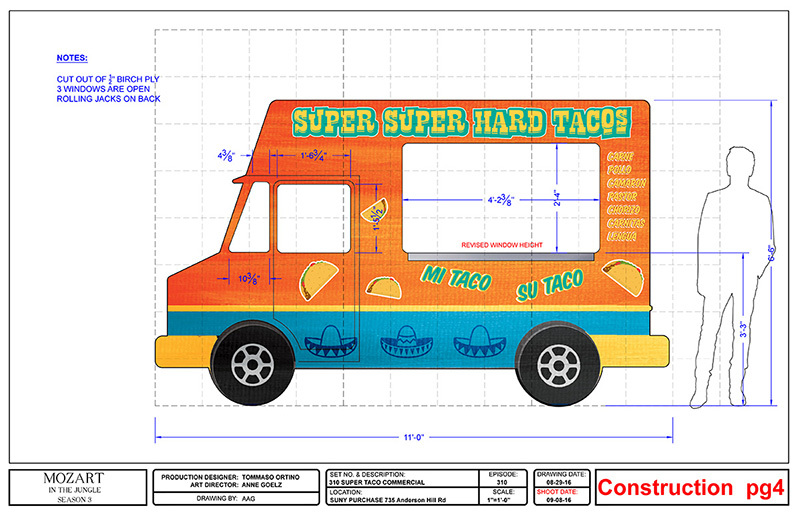 NOTES:
CUT OUT OF ½" BIRCH PLY
3 WINDOWS ARE OPEN
ROLLING JACKS ON BACK
SUPER SUPER HARD TACOS
4⅜"
1'-6¾"
CARNE
POLLO
CAMARON
PASTOR
CHORIZO
CARNITAS
LENGUA
4'-2⅜"
2'-4"
1'-5½"
REVISED WINDOW HEIGHT
10⅜"
MI TACO
SU TACO
6'-6"
3'-3"
11'-0"
MOZART
IN THE JUNGLE
SEASON 3
PRODUCTION DESIGNER: TOMMASO ORTINO
ART DIRECTOR: ANNE GOELZ
DRAWING BY: AAG
SET NO. & DESCRIPTION:
310 SUPER TACO COMMERCIAL
LOCATION:
SUNY PURCHASE 735 Anderson Hill Rd
EPISODE:
310
SCALE:
1"=1'-0"
DRAWING DATE:
08-29-16
SHOOT DATE:
09-08-16
Construction pg4